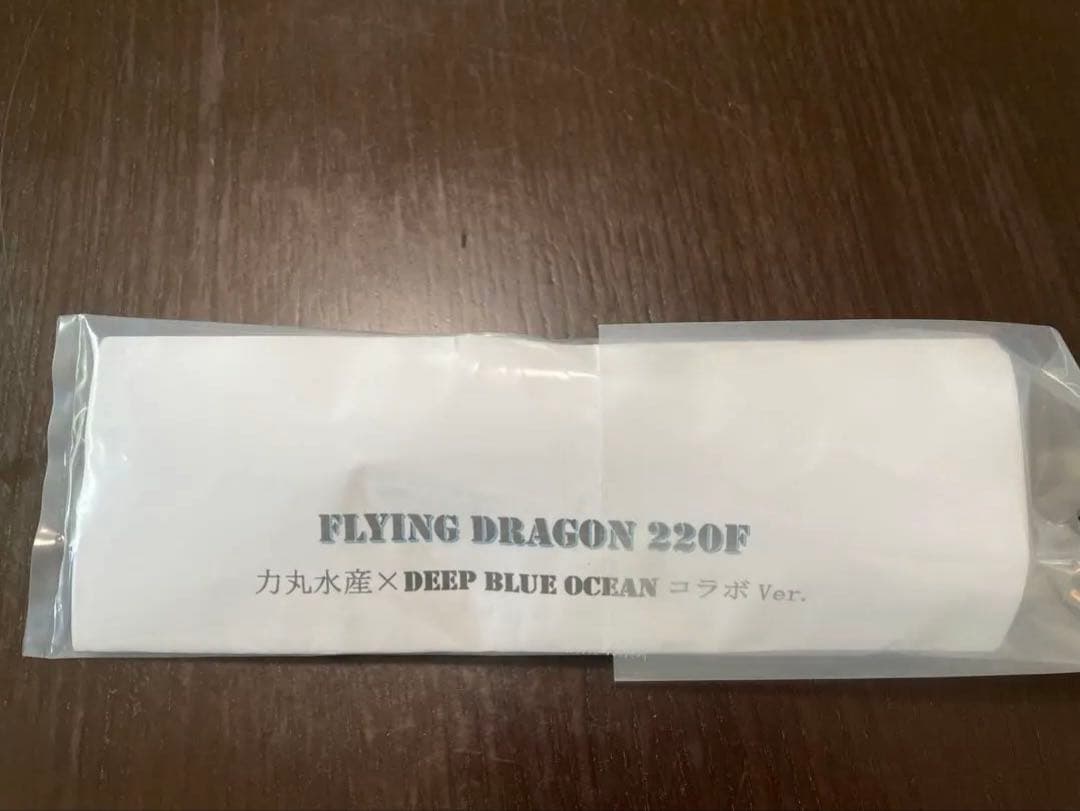 FLYING DRAGON 220F
力丸水産×DEEP BLUE OCEAN コラボ Ver.